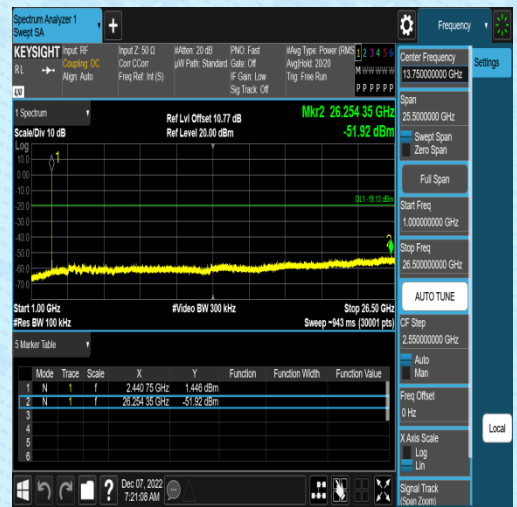 Spectrum Analyzer 1
Swept SA
+
Frequency
KEYSIGHT
Input: RF
Input Z: 50 Ω
#Atten: 20 dB
PNO: Fast
#Avg Type: Power (RMS
1 2 3 4 5 6
RL
Coupling: DC
Corr CCorr
µW Path: Standard
Gate: Off
Avg|Hold: 20/20
M W W W W W
Align: Auto
Freq Ref: Int (S)
IF Gain: Low
Trig: Free Run
Sig Track: Off
P P P P P P
LXI
1 Spectrum
Scale/Div 10 dB
Ref Lvl Offset 10.77 dB
Ref Level 20.00 dBm
Mkr2 26.254 35 GHz
-51.92 dBm
Log
10.0
0.00
-10.0
-20.0
-30.0
-40.0
-50.0
-60.0
-70.0
1
2
DL1 -19.13 dBm
Start 1.00 GHz
#Video BW 300 kHz
Stop 26.50 GHz
#Res BW 100 kHz
Sweep ~943 ms (30001 pts)
5 Marker Table
Mode Trace Scale X Y Function Function Width Function Value
1 N 1 f 2.440 75 GHz 1.446 dBm
2 N 1 f 26.254 35 GHz -51.92 dBm
3
4
5
6
Dec 07, 2022
7:21:08 AM
?
Center Frequency
13.750000000 GHz
Settings
Span
25.5000000 GHz
Swept Span
Zero Span
Full Span
Start Freq
1.000000000 GHz
Stop Freq
26.500000000 GHz
AUTO TUNE
CF Step
2.550000000 GHz
Auto
Man
Freq Offset
0 Hz
Local
X Axis Scale
Log
Lin
Signal Track
(Span Zoom)